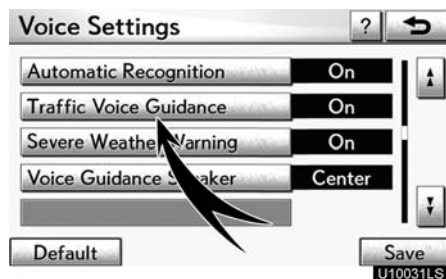 Voice Settings ?
Automatic Recognition On
Traffic Voice Guidance On
Severe Weather Warning On
Voice Guidance Speaker Center
Default Save
U10031LS